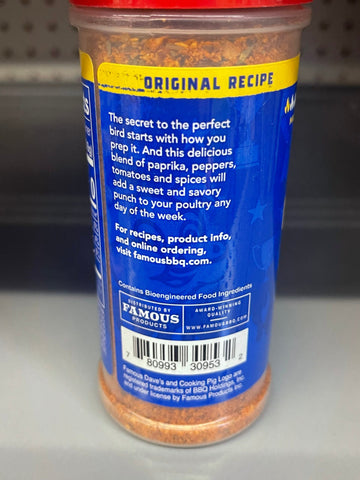 ORIGINAL RECIPE
The secret to the perfect
bird starts with how you
prep it. And this delicious
blend of paprika, peppers,
tomatoes and spices will
add a sweet and savory
punch to your poultry any
day of the week.
For recipes, product info,
and online ordering,
visit famousbbq.com.
Contains Bioengineered Food Ingredients
DISTRIBUTED BY
FAMOUS
PRODUCTS
AWARD-WINNING
QUALITY
WWW.FAMOUSBBQ.COM
7 80993 30953 2
Famous Dave's and Cooking Pig Logo are
registered trademarks of BBQ Holdings, Inc.
and under license by Famous Products Inc.